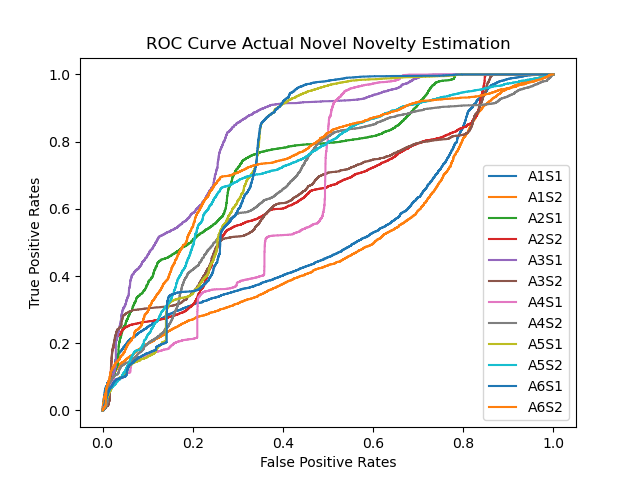 ROC Curve Actual Novel Novelty Estimation
True Positive Rates
1.0
0.8
0.6
0.4
0.2
0.0
A1S1
A1S2
A2S1
A2S2
A3S1
A3S2
A4S1
A4S2
A5S1
A5S2
A6S1
A6S2
0.0 0.2 0.4 0.6 0.8 1.0
False Positive Rates